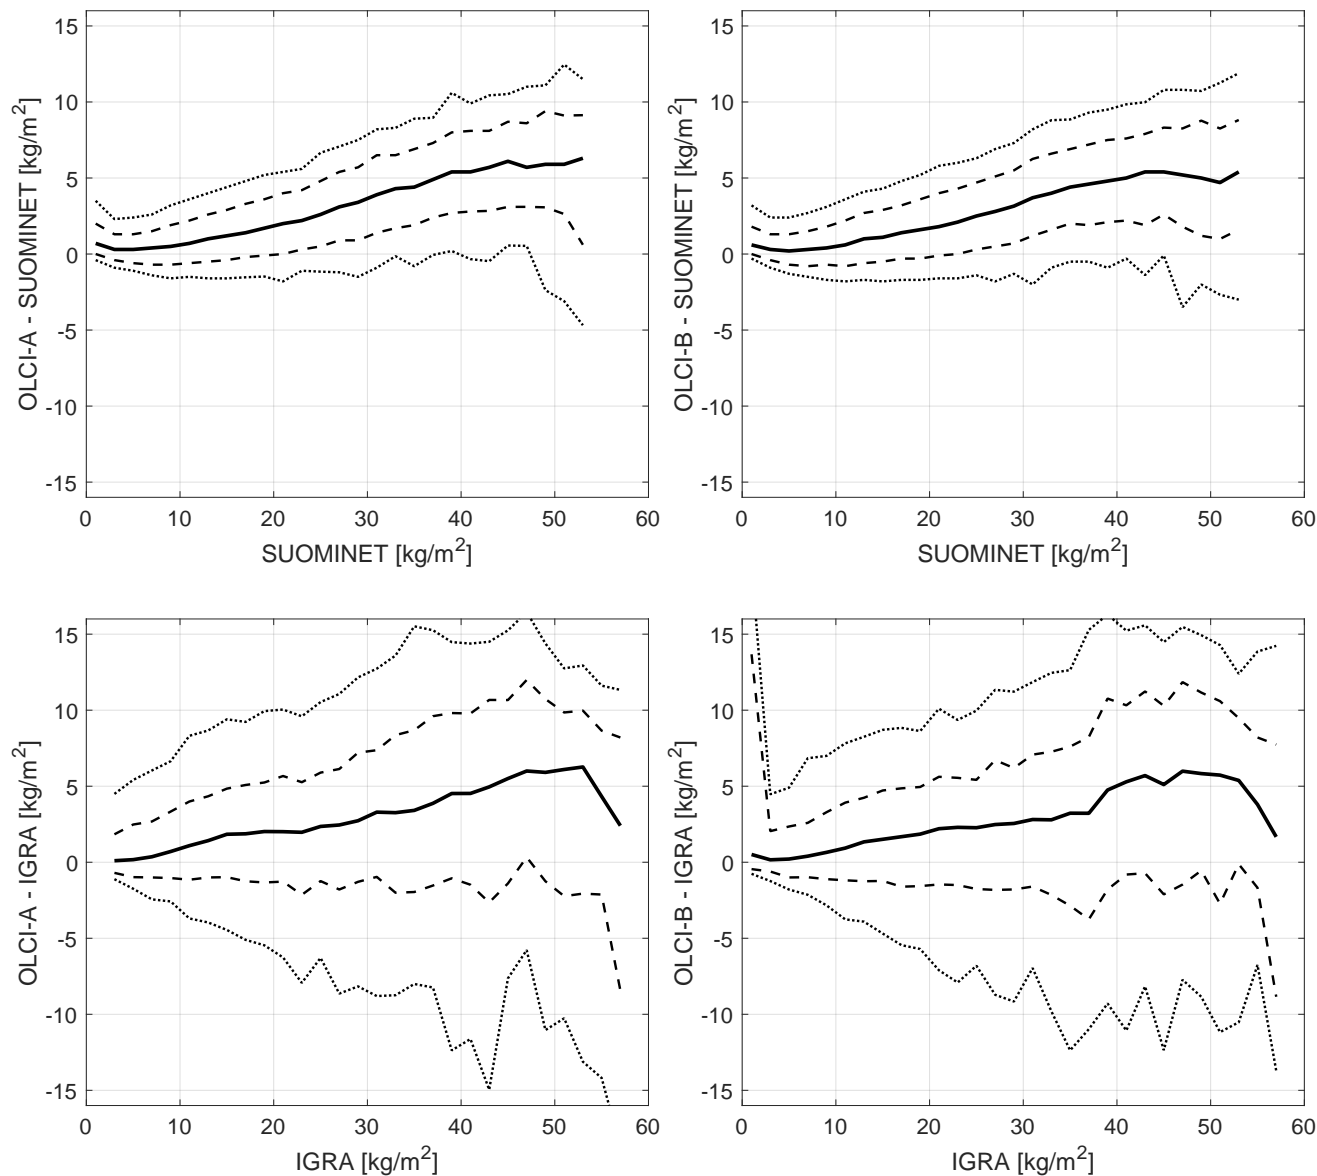 15
10
5
0
-5
-10
-15
OLCI-A - SUOMINET [kg/m²]
0 10 20 30 40 50 60
SUOMINET [kg/m²]
15
10
5
0
-5
-10
-15
OLCI-B - SUOMINET [kg/m²]
0 10 20 30 40 50 60
SUOMINET [kg/m²]
15
10
5
0
-5
-10
-15
OLCI-A - IGRA [kg/m²]
0 10 20 30 40 50 60
IGRA [kg/m²]
15
10
5
0
-5
-10
-15
OLCI-B - IGRA [kg/m²]
0 10 20 30 40 50 60
IGRA [kg/m²]